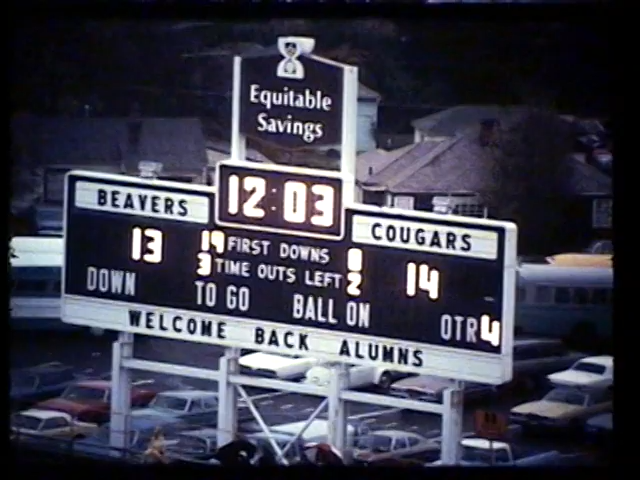 Equitable
Savings
12:03
BEAVERS
COUGARS
13 19 FIRST DOWNS 8 14
3 TIME OUTS LEFT 2
DOWN TO GO BALL ON QTR 4
WELCOME BACK ALUMNS